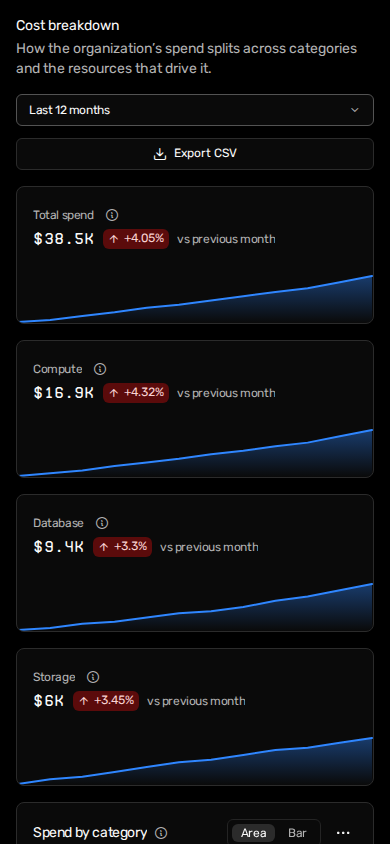 Cost breakdown
How the organization's spend splits across categories
and the resources that drive it.
Last 12 months
Export CSV
Total spend
$38.5K +4.05% vs previous month
Compute
$16.9K +4.32% vs previous month
Database
$9.4K +3.3% vs previous month
Storage
$6K +3.45% vs previous month
Spend by category Area Bar